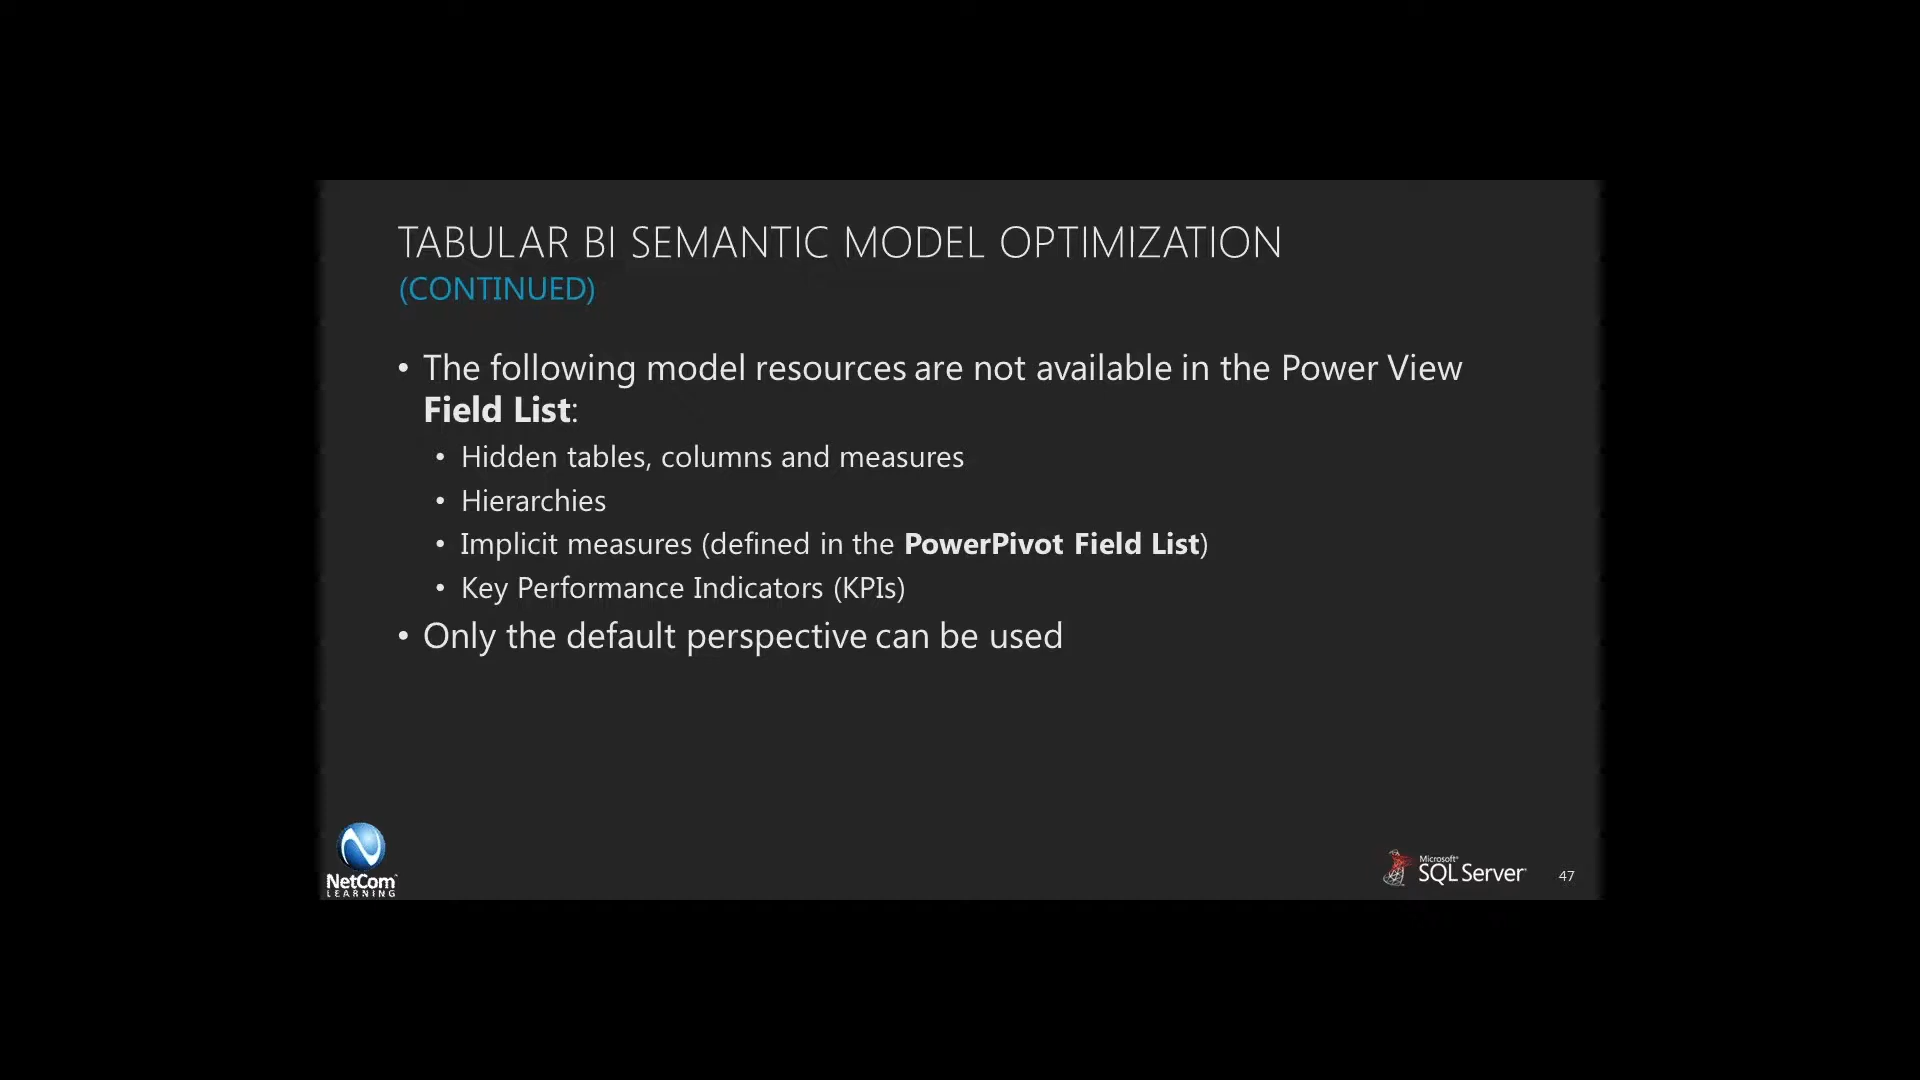 TABULAR BI SEMANTIC MODEL OPTIMIZATION
(CONTINUED)
• The following model resources are not available in the Power View
Field List:
• Hidden tables, columns and measures
• Hierarchies
• Implicit measures (defined in the PowerPivot Field List)
• Key Performance Indicators (KPIs)
• Only the default perspective can be used
NetCom
LEARNING
Microsoft
SQL Server
47